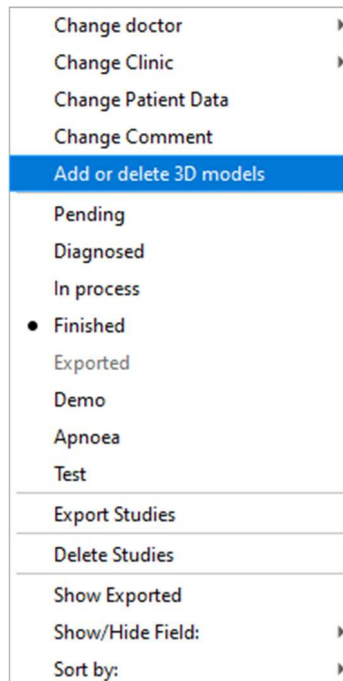 Change doctor
Change Clinic
Change Patient Data
Change Comment
Add or delete 3D models
Pending
Diagnosed
In process
Finished
Exported
Demo
Apnoea
Test
Export Studies
Delete Studies
Show Exported
Show/Hide Field:
Sort by: